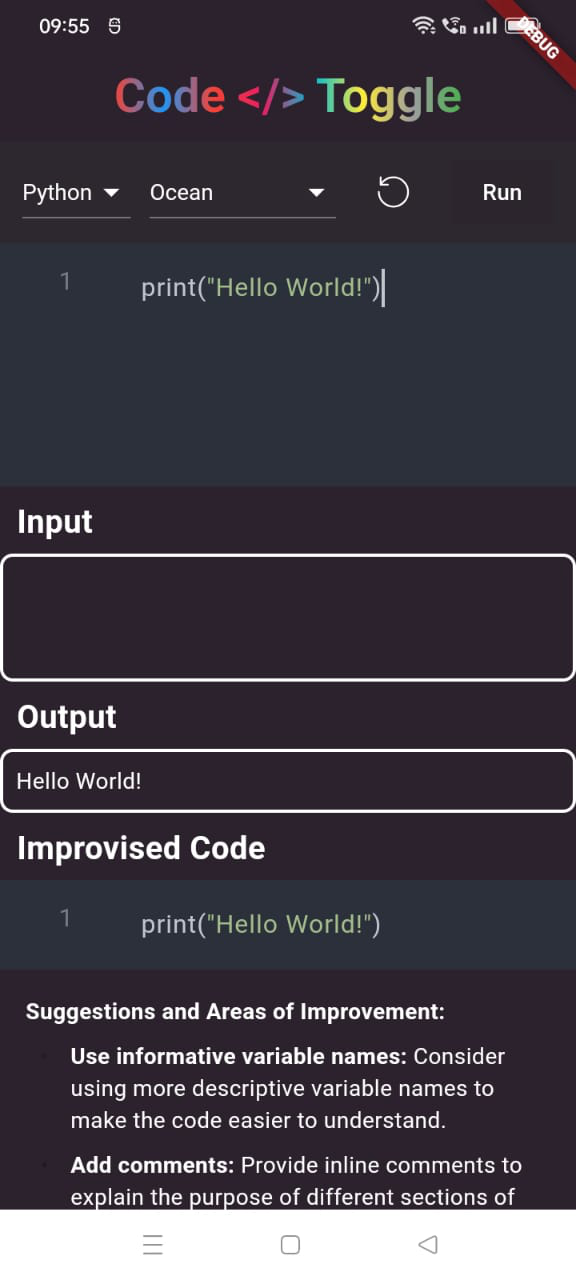 09:55
DEBUG
Code </> Toggle
Python Ocean Run
1 print("Hello World!")
Input
Output
Hello World!
Improvised Code
1 print("Hello World!")
Suggestions and Areas of Improvement:
Use informative variable names: Consider
using more descriptive variable names to
make the code easier to understand.
Add comments: Provide inline comments to
explain the purpose of different sections of